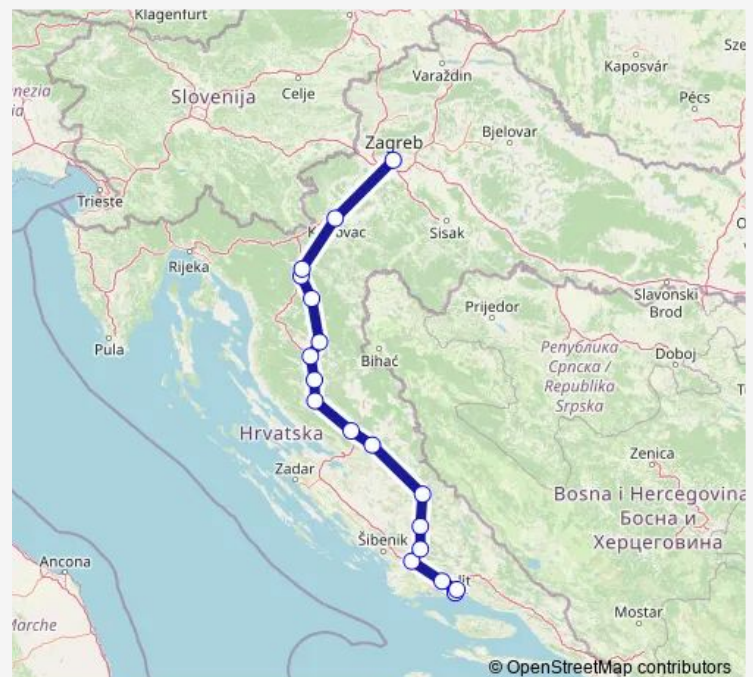 Klagenfurt
Varaždin
Kaposvár
Sze
Slovenija
Celje
Pécs
Bjelovar
Zagreb
Trieste
Sisak
Rijeka
Slavonski
Brod
Prijedor
Pula
Bihać
Република
Српска /
Republika
Srpska
Doboj
Hrvatska
Zenica
Zadar
Bosna i Hercegovina
Босна и
Херцеговина
Šibenik
Ancona
Marche
Mostar
© OpenStreetMap contributors